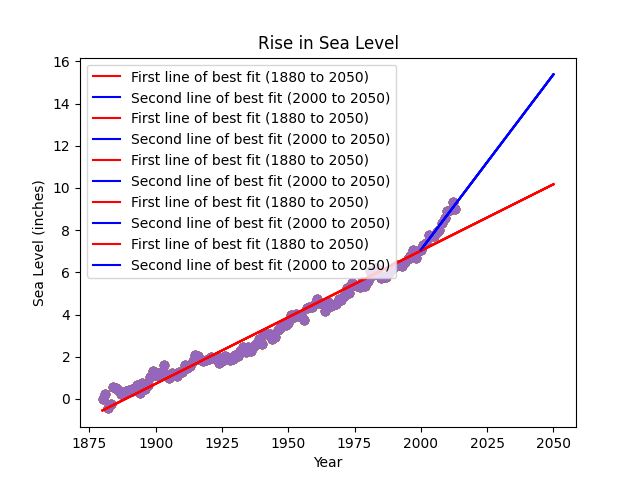 Rise in Sea Level
16
14
12
10
8
6
4
2
0
Sea Level (inches)
First line of best fit (1880 to 2050)
Second line of best fit (2000 to 2050)
First line of best fit (1880 to 2050)
Second line of best fit (2000 to 2050)
First line of best fit (1880 to 2050)
Second line of best fit (2000 to 2050)
First line of best fit (1880 to 2050)
Second line of best fit (2000 to 2050)
First line of best fit (1880 to 2050)
Second line of best fit (2000 to 2050)
1875 1900 1925 1950 1975 2000 2025 2050
Year